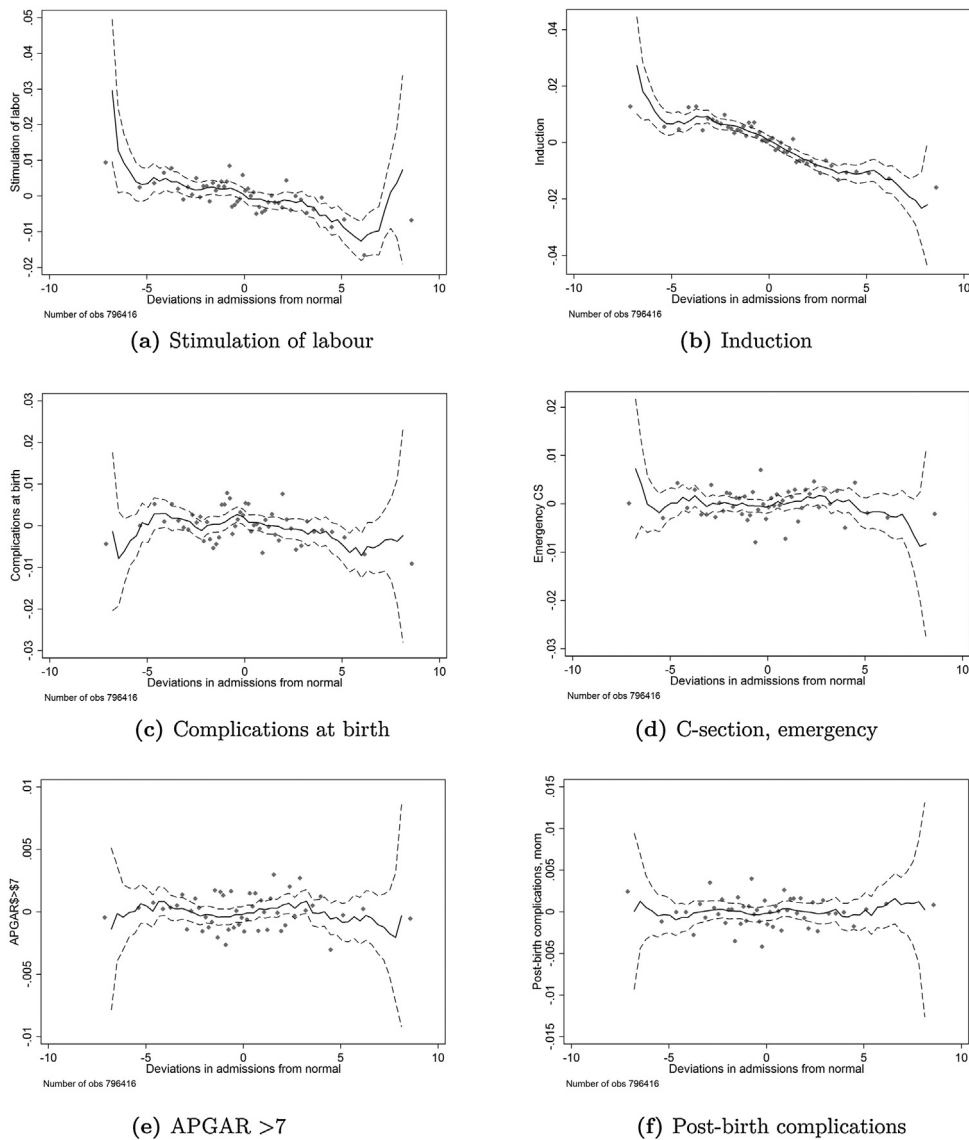 .05
.04
.03
.02
.01
0
-.01
-.02
Stimulation of labor
-10 -5 0 5 10
Deviations in admissions from normal
Number of obs 796416
(a) Stimulation of labour
.04
.02
0
-.02
-.04
Induction
-10 -5 0 5 10
Deviations in admissions from normal
Number of obs 796416
(b) Induction
.03
.02
.01
0
-.01
-.02
-.03
Complications at birth
-10 -5 0 5 10
Deviations in admissions from normal
Number of obs 796416
(c) Complications at birth
.02
.01
0
-.01
-.02
-.03
Emergency CS
-10 -5 0 5 10
Deviations in admissions from normal
Number of obs 796416
(d) C-section, emergency
.01
.005
0
-.005
-.01
APGAR$>$7
-10 -5 0 5 10
Deviations in admissions from normal
Number of obs 796416
(e) APGAR >7
.015
.01
.005
0
-.005
-.01
-.015
Post-birth complications, mom
-10 -5 0 5 10
Deviations in admissions from normal
Number of obs 796416
(f) Post-birth complications